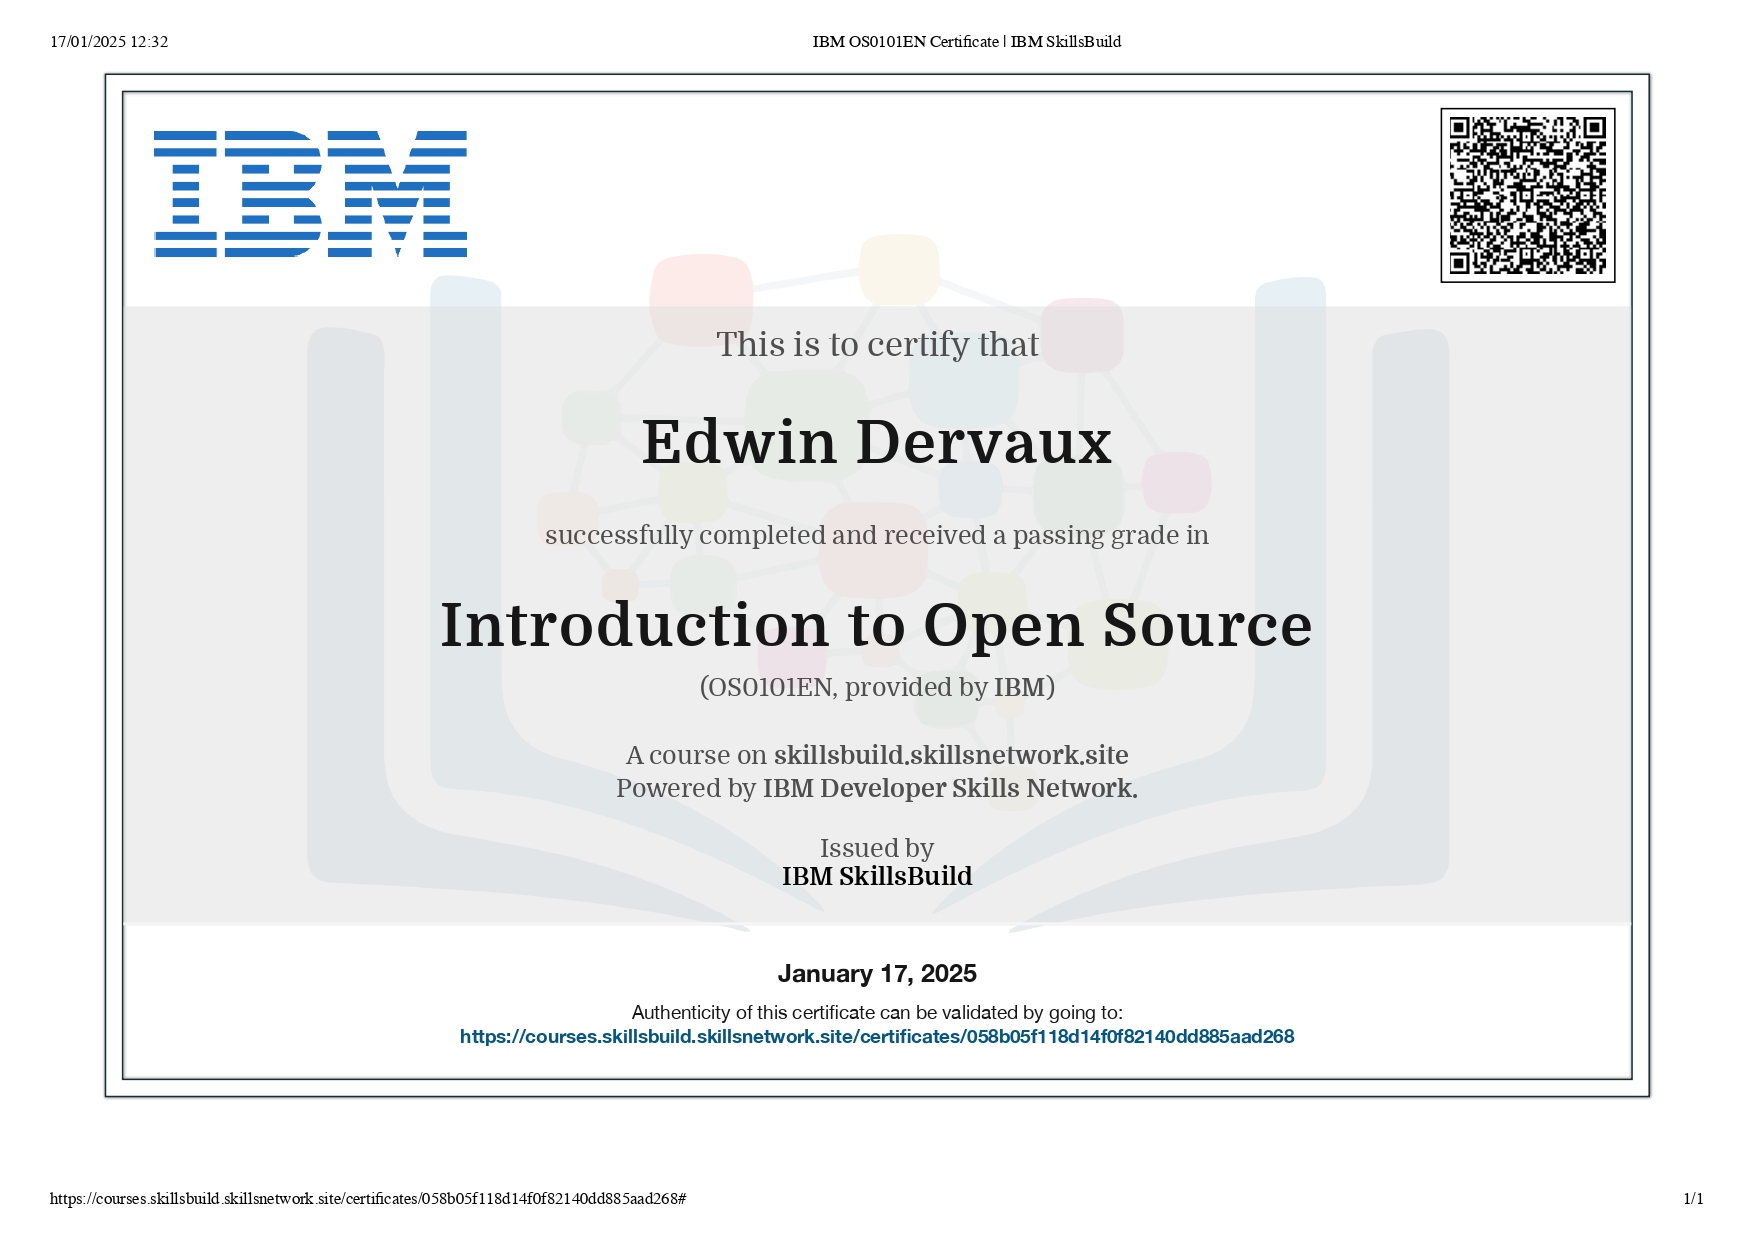 17/01/2025 12:32
IBM OS0101EN Certificate | IBM SkillsBuild
IBM
This is to certify that
Edwin Dervaux
successfully completed and received a passing grade in
Introduction to Open Source
(OS0101EN, provided by IBM)
A course on skillsbuild.skillsnetwork.site
Powered by IBM Developer Skills Network.
Issued by
IBM SkillsBuild
January 17, 2025
Authenticity of this certificate can be validated by going to:
https://courses.skillsbuild.skillsnetwork.site/certificates/058b05f118d14f0f82140dd885aad268
https://courses.skillsbuild.skillsnetwork.site/certificates/058b05f118d14f0f82140dd885aad268#
1/1